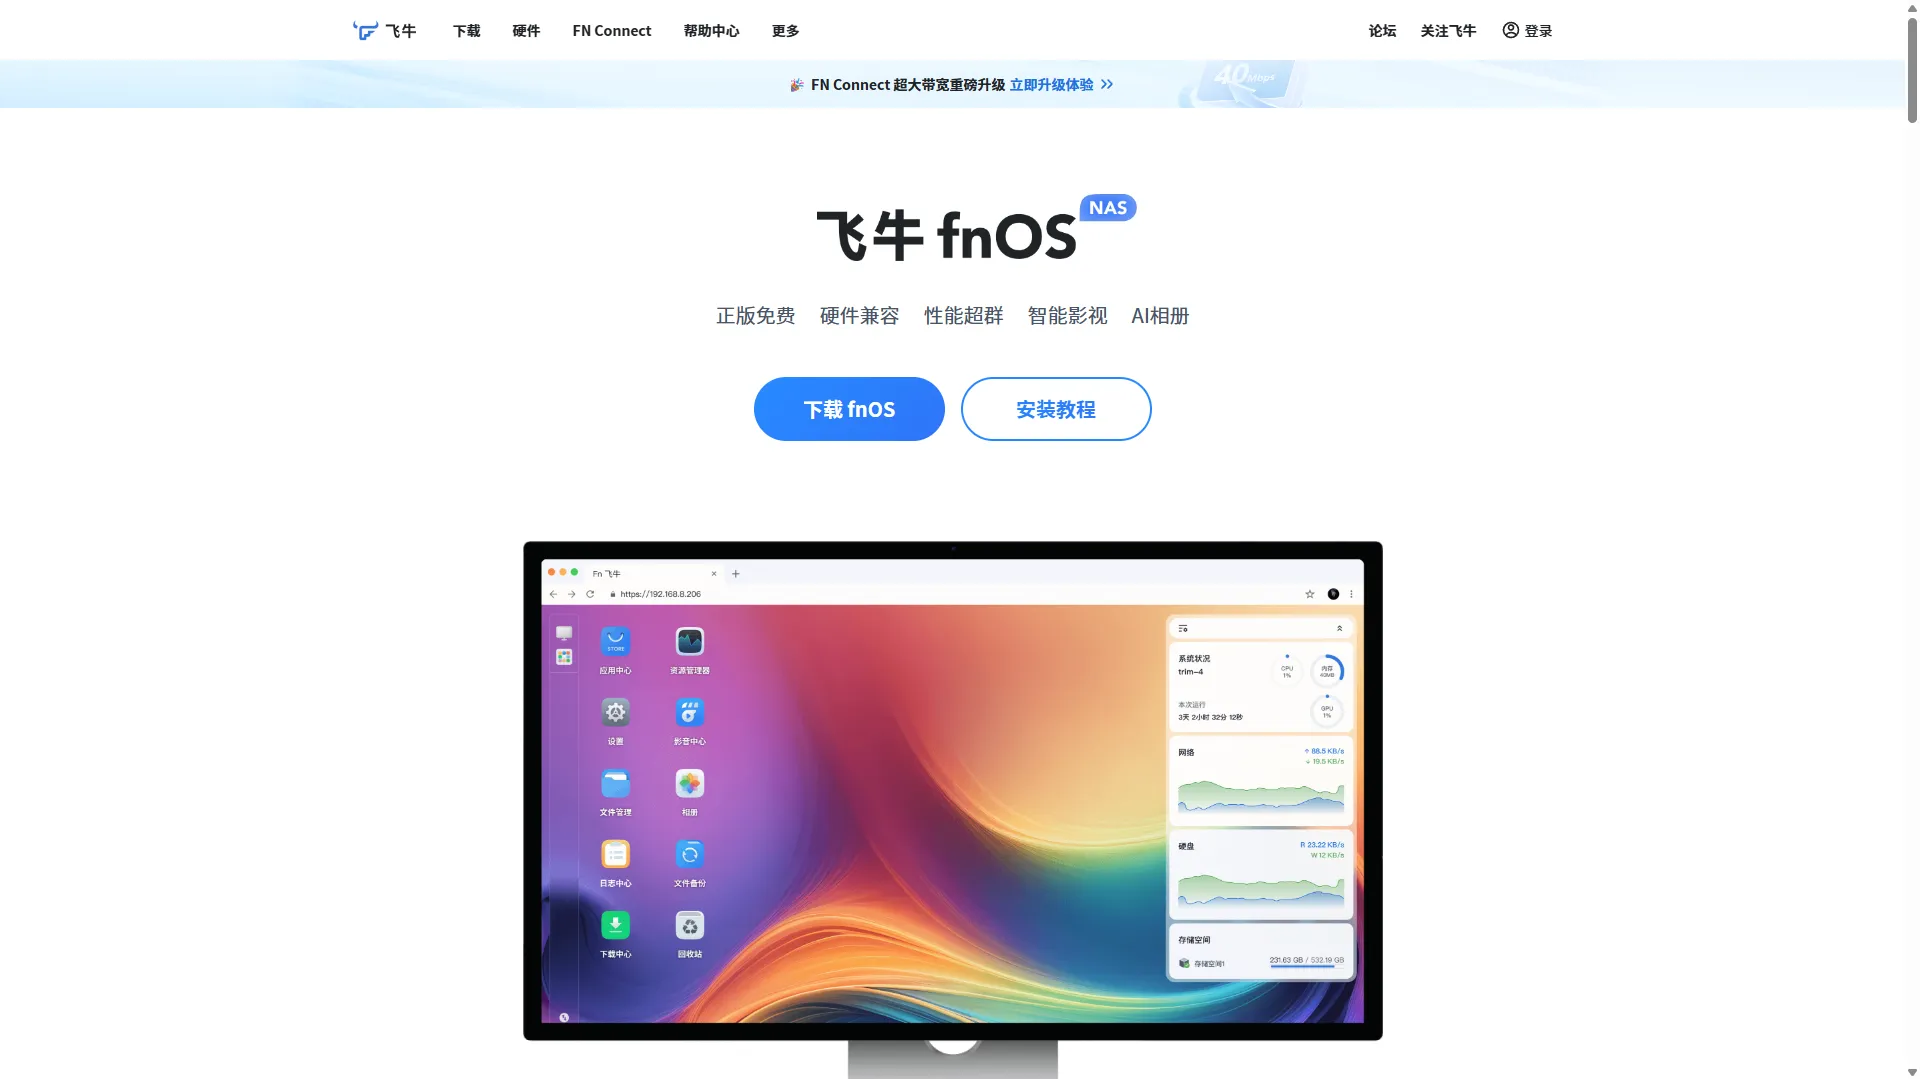 飞牛
下载
硬件
FN Connect
帮助中心
更多
论坛
关注飞牛
登录
FN Connect 超大带宽重磅升级 立即升级体验
40Mbps
飞牛 fnOS
NAS
正版免费 硬件兼容 性能超群 智能影视 AI相册
下载 fnOS
安装教程
Fn 飞牛
https://192.168.8.206
STORE
应用中心
资源管理器
设置
影音中心
文件管理
相册
日志中心
文件备份
下载中心
回收站
系统状况
trim-4
CPU
1%
内存
40MB
本次运行
3天 2小时 32分 12秒
GPU
1%
网络
↑ 88.5 KB/s
↓ 19.5 KB/s
硬盘
R 23.22 KB/s
W 12 KB/s
存储空间
存储空间1
231.63 GB / 532.19 GB